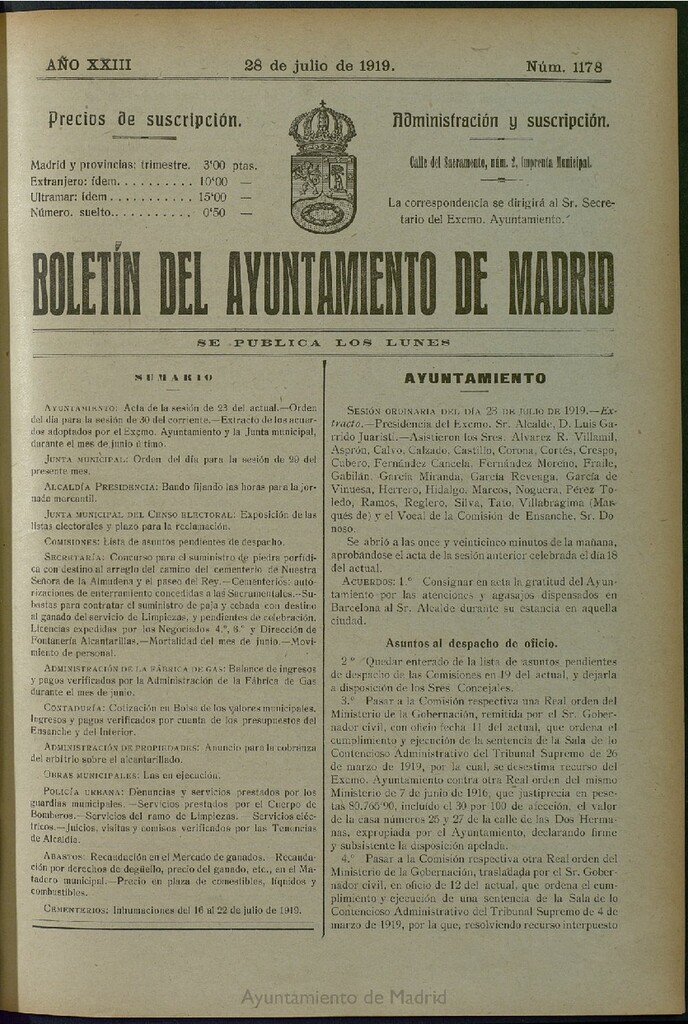 AÑO XXIII
28 de julio de 1919.
Núm. 1178
Precios de suscripción.
Madrid y provincias: trimestre. 3'00 ptas.
Extranjero: ídem.......... 10'00 —
Ultramar: ídem............ 15'00 —
Número. suelto............ 0'50 —
Administración y suscripción.
Calle del Sacramento, núm. 2. Imprenta Municipal.
La correspondencia se dirigirá al Sr. Secre-
tario del Excmo. Ayuntamiento.
BOLETÍN DEL AYUNTAMIENTO DE MADRID
SE PUBLICA LOS LUNES
SUMARIO
AYUNTAMIENTO: Acta de la sesión de 23 del actual.—Orden
del día para la sesión de 30 del corriente.—Extracto de los acuer-
dos adoptados por el Excmo. Ayuntamiento y la Junta municipal,
durante el mes de junio último.
JUNTA MUNICIPAL: Orden del día para la sesión de 29 del
presente mes.
ALCALDÍA PRESIDENCIA: Bando fijando las horas para la jor-
nada mercantil.
JUNTA MUNICIPAL DEL CENSO ELECTORAL: Exposición de las
listas electorales y plazo para la reclamación.
COMISIONES: Lista de asuntos pendientes de despacho.
SECRETARÍA: Concurso para el suministro de piedra porfídi-
ca con destino al arreglo del camino del cementerio de Nuestra
Señora de la Almudena y el paseo del Rey.—Cementerios: auto-
rizaciones de enterramiento concedidas a las Sacramentales.—Su-
bastas para contratar el suministro de paja y cebada con destino
al ganado del servicio de Limpiezas, y pendientes de celebración.
Licencias expedidas por los Negociados 4.º, 6.º y Dirección de
Fontanería Alcantarillas.—Mortalidad del mes de junio.—Movi-
miento de personal.
ADMINISTRACIÓN DE LA FÁBRICA DE GAS: Balance de ingresos
y pagos verificados por la Administración de la Fábrica de Gas
durante el mes de junio.
CONTADURÍA: Cotización en Bolsa de los valores municipales.
Ingresos y pagos verificados por cuenta de los presupuestos del
Ensanche y del Interior.
ADMINISTRACIÓN DE PROPIEDADES: Anuncio para la cobranza
del arbitrio sobre el alcantarillado.
OBRAS MUNICIPALES: Las en ejecución.
POLICÍA URBANA: Denuncias y servicios prestados por los
guardias municipales.—Servicios prestados por el Cuerpo de
Bomberos.—Servicios del ramo de Limpiezas. Servicios eléc-
tricos.—Juicios, visitas y comisos verificados por las Tenencias
de Alcaldía.
ABASTOS: Recaudación en el Mercado de ganados.—Recauda-
ción por derechos de degüello, precio del ganado, etc., en el Ma-
tadero municipal.—Precio en plaza de comestibles, líquidos y
combustibles.
CEMENTERIOS: Inhumaciones del 16 al 22 de julio de 1919.
AYUNTAMIENTO
SESIÓN ORDINARIA DEL DÍA 23 DE JULIO DE 1919.—Ex-
tracto.—Presidencia del Excmo. Sr. Alcalde, D. Luis Ga-
rrido Juaristi.—Asistieron los Sres. Alvarez R. Villamil,
Asprón, Calvo, Calzado, Castillo, Corona, Cortés, Crespo,
Cubero, Fernández Cancela, Fernández Moreno, Fraile,
Gabilán, García Miranda, García Revenga, García de
Vinuesa, Herrero, Hidalgo, Marcos, Noguera, Pérez To-
ledo, Ramos, Reglero, Silva, Tato, Villabrágima (Mar-
qués de) y el Vocal de la Comisión de Ensanche, Sr. Do
noso.
Se abrió a las once y veinticinco minutos de la mañana,
aprobándose el acta de la sesión anterior celebrada el día 18
del actual.
ACUERDOS: 1.º Consignar en acta la gratitud del Ayun-
tamiento por las atenciones y agasajos dispensados en
Barcelona al Sr. Alcalde durante su estancia en aquella
ciudad.
Asuntos al despacho de oficio.
2.º Quedar enterado de la lista de asuntos pendientes
de despacho de las Comisiones en 19 del actual, y dejarla
a disposición de los Sres. Concejales.
3.º Pasar a la Comisión respectiva una Real orden del
Ministerio de la Gobernación, remitida por el Sr. Gober-
nador civil, con oficio fecha 11 del actual, que ordena el
cumplimiento y ejecución de la sentencia de la Sala de lo
Contencioso Administrativo del Tribunal Supremo de 26
de marzo de 1919, por la cual, se desestima recurso del
Excmo. Ayuntamiento contra otra Real orden del mismo
Ministerio de 7 de junio de 1916, que justiprecia en pese-
tas 80.766'90, incluido el 30 por 100 de afección, el valor
de la casa números 25 y 27 de la calle de las Dos Herma-
nas, expropiada por el Ayuntamiento, declarando firme
y subsistente la disposición apelada.
4.º Pasar a la Comisión respectiva otra Real orden del
Ministerio de la Gobernación, trasladada por el Sr. Gober-
nador civil, en oficio de 12 del actual, que ordena el cum-
plimiento y ejecución de una sentencia de la Sala de lo
Contencioso Administrativo del Tribunal Supremo de 4 de
marzo de 1919, por la que, resolviendo recurso interpuesto
Ayuntamiento de Madrid